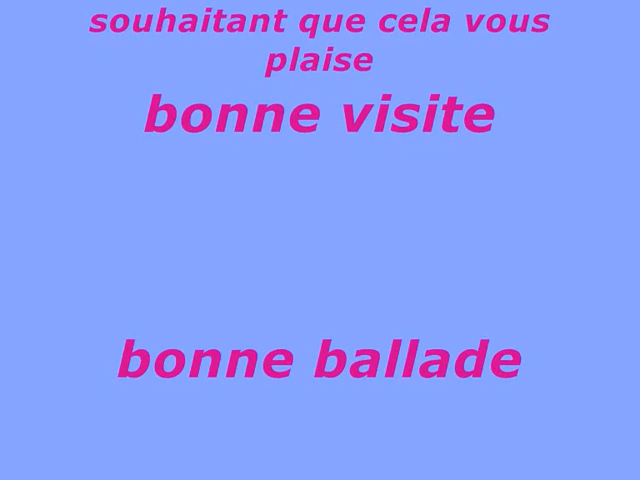 souhaitant que cela vous
plaise
bonne visite
bonne ballade